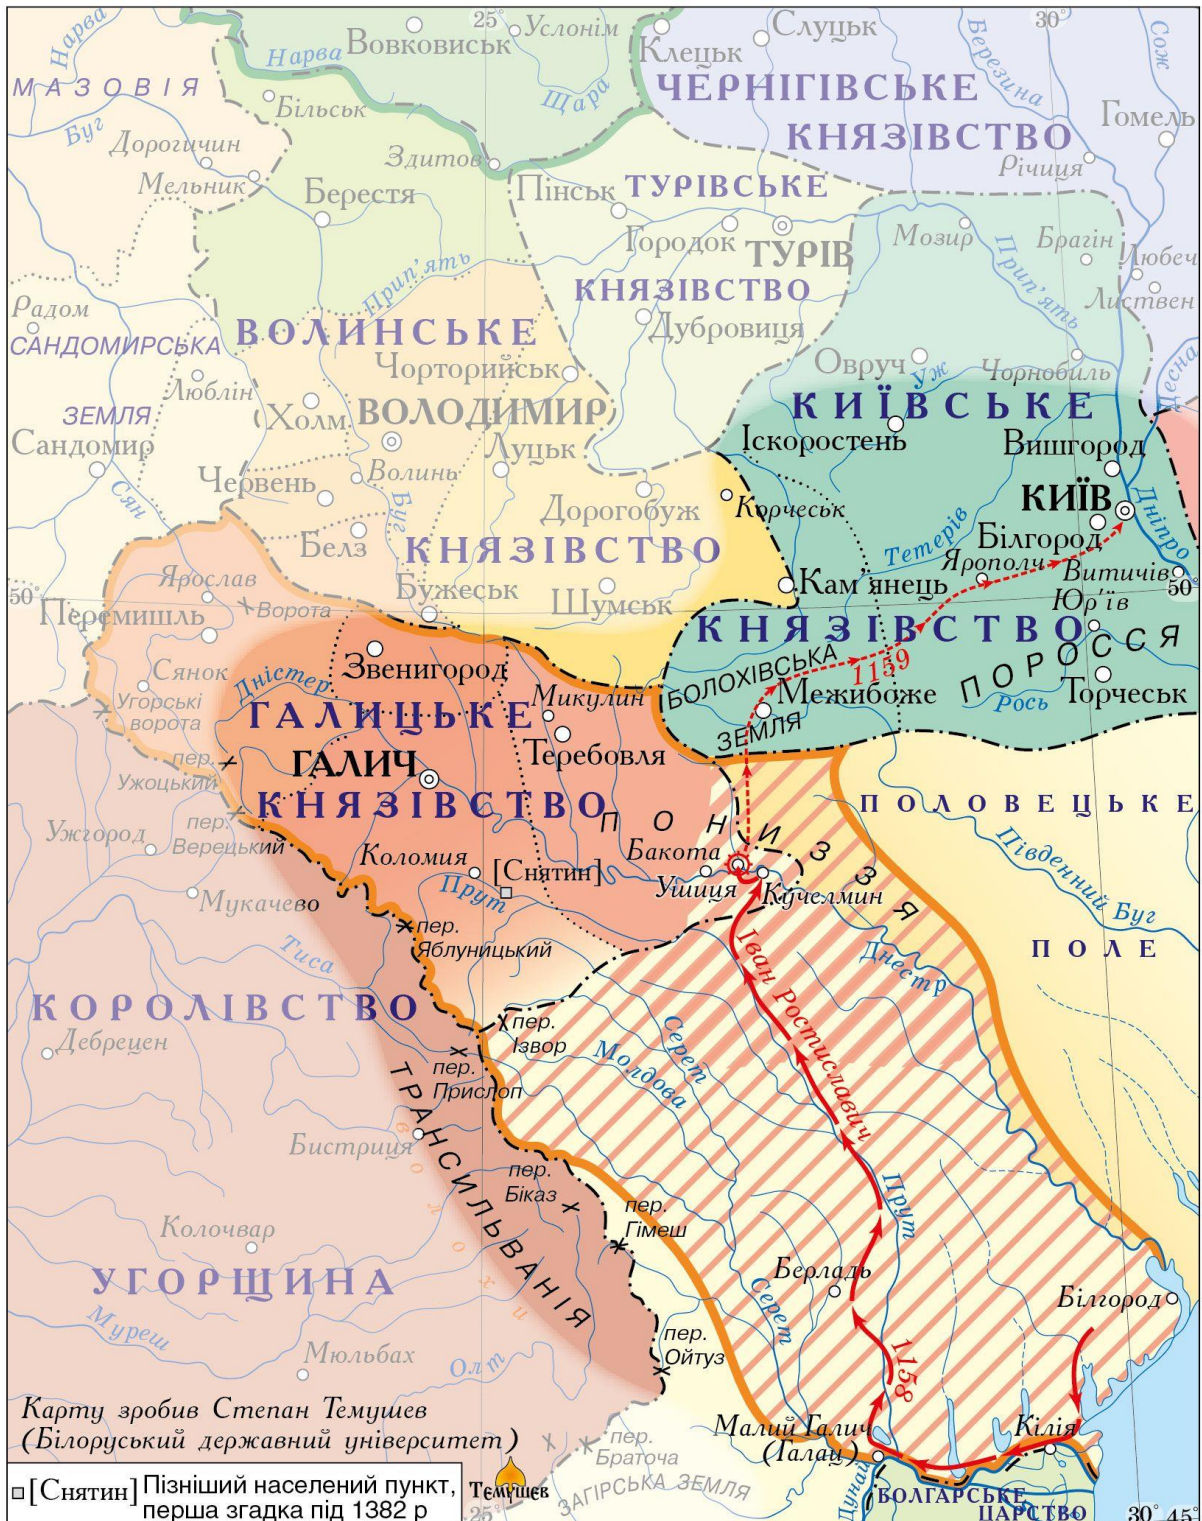 25°
30°
Нарва
Нарва
Вовковиськ
Услонім
Клецьк
Слуцьк
Березина
Сож
МАЗОВІЯ
Більськ
Щара
ЧЕРНІГІВСЬКЕ
КНЯЗІВСТВО
Гомель
Буг
Дорогичин
Мельник
Здитов
Річиця
Берестя
Пінськ
ТУРІВСЬКЕ
Городок
ТУРІВ
Мозир
Брагін
Любеч
Прип'ять
Прип'ять
КНЯЗІВСТВО
Листвен
Радом
САНДОМИРСЬКА
ЗЕМЛЯ
ВОЛИНСЬКЕ
Дубровиця
Чорторийськ
Овруч
Уж
Чорнобиль
Десна
Люблін
Холм
ВОЛОДИМИР
КИЇВСЬКЕ
Сандомир
Волинь
Луцьк
Іскоростень
Вишгород
Сян
Червень
Буг
Дорогобуж
Корчеськ
КИЇВ
Дніпро
Белз
КНЯЗІВСТВО
Тетерів
Білгород
Ярополч
Витичів
50°
Ярослав
Ворота
Бужеськ
Шумськ
Кам'янець
Юр'їв
50°
Перемишль
КНЯЗІВСТВО
ПОРОССЯ
Сянок
Звенигород
БОЛОХІВСЬКА
ЗЕМЛЯ
1159
Угорські
ворота
Дністер
Микулин
Межибоже
Рось
Торчеськ
ГАЛИЦЬКЕ
Теребовля
пер.
Ужоцький
ГАЛИЧ
КНЯЗІВСТВО
ПОНИЗЗЯ
ПОЛОВЕЦЬКЕ
Ужгород
пер.
Верецький
Коломия
[Снятин]
Бакота
Ушиця
Кучелмин
Південний Буг
Мукачево
Прут
пер.
Яблуницький
Іван Ростиславич
Днестр
ПОЛЕ
Тиса
КОРОЛІВСТВО
пер.
Ізвор
Серет
Молдова
Дебрецен
пер.
Прислоп
ТРАНСИЛЬВАНІЯ
волохи
Бистриця
пер.
Біказ
пер.
Гімеш
Прут
Колочвар
УГОРЩИНА
Берладь
Білгород
Муреш
Серет
Мюльбах
Олт
пер.
Ойтуз
1158
Карту зробив Степан Темушев
(Білоруський державний університет)
Малий Галич
(Галац)
Кілія
пер.
Браточа
[Снятин] Пізніший населений пункт,
перша згадка під 1382 р
Темушев
ЗАГІРСЬКА ЗЕМЛЯ
Дунай
БОЛГАРСЬКЕ
ЦАРСТВО
25°
30°
45°